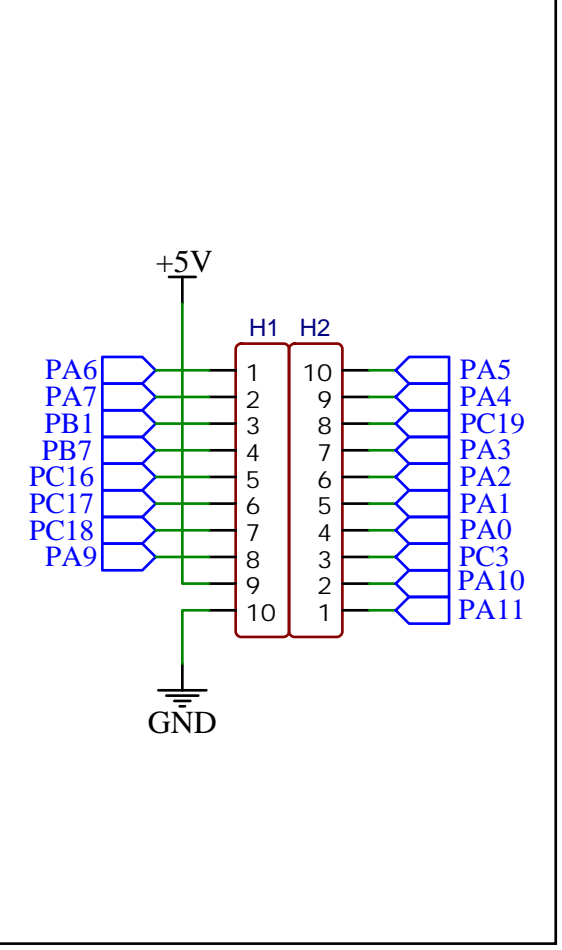 +5V
H1 H2
PA6 1 10 PA5
PA7 2 9 PA4
PB1 3 8 PC19
PB7 4 7 PA3
PC16 5 6 PA2
PC17 6 5 PA1
PC18 7 4 PA0
PA9 8 3 PC3
9 2 PA10
10 1 PA11
GND